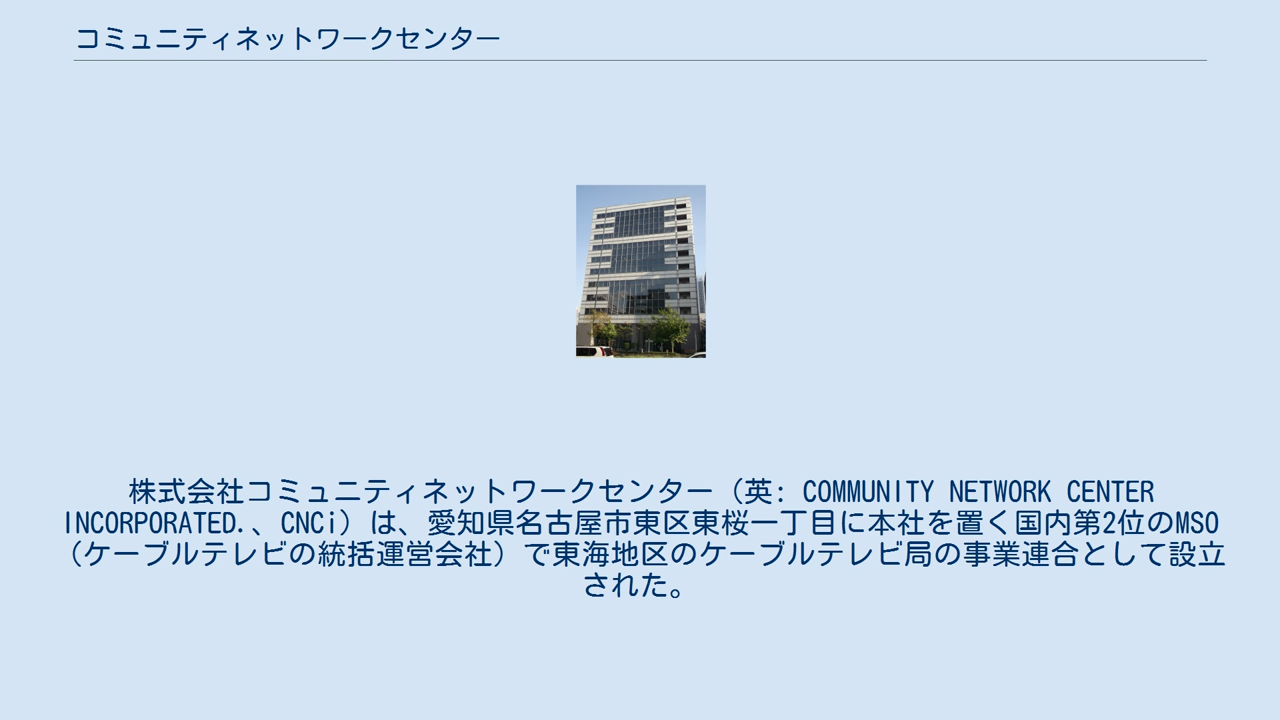 コミュニティネットワークセンター
株式会社コミュニティネットワークセンター（英: COMMUNITY NETWORK CENTER
INCORPORATED.、CNCi）は、愛知県名古屋市東区東桜一丁目に本社を置く国内第2位のMSO
（ケーブルテレビの統括運営会社）で東海地区のケーブルテレビ局の事業連合として設立
された。